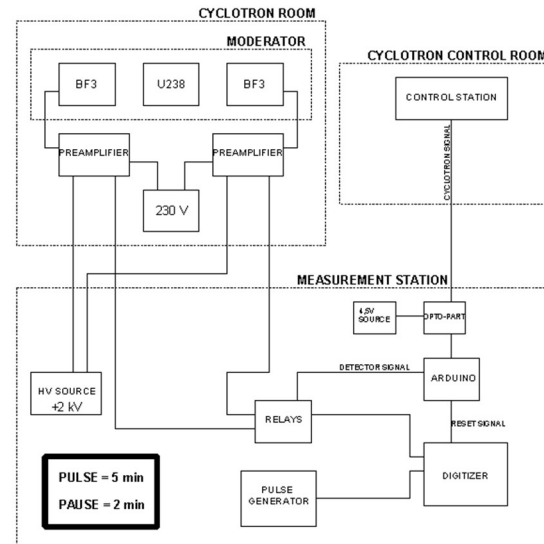 CYCLOTRON ROOM
MODERATOR
BF3
U238
BF3
PREAMPLIFIER
PREAMPLIFIER
230 V
CYCLOTRON CONTROL ROOM
CONTROL STATION
CYCLOTRON SIGNAL
MEASUREMENT STATION
4,5V
SOURCE
OPTO-PART
DETECTOR SIGNAL
ARDUINO
HV SOURCE
+2 kV
RELAYS
RESET SIGNAL
DIGITIZER
PULSE
GENERATOR
PULSE = 5 min
PAUSE = 2 min